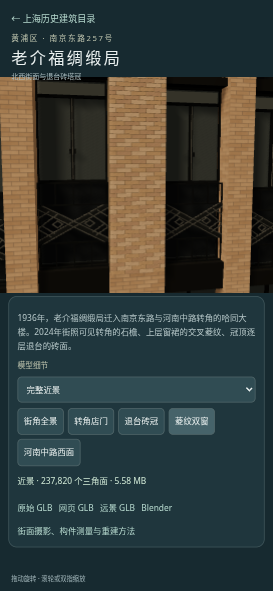 ← 上海历史建筑目录
黄浦区 · 南京东路257号
老介福绸缎局
北西街面与退台砖塔冠
1936年，老介福绸缎局迁入南京东路与河南中路转角的哈同大
楼。2024年街照可见转角的石檐、上层窗裙的交叉菱纹、冠顶逐
层退台的砖面。
模型细节
完整近景
街角全景 转角店门 退台砖冠 菱纹双窗
河南中路西面
近景 · 237,820 个三角面 · 5.58 MB
原始 GLB 网页 GLB 远景 GLB Blender
街面摄影、构件测量与重建方法
拖动旋转 · 滚轮或双指缩放